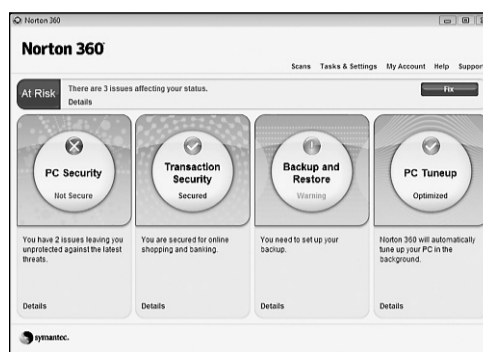 Norton 360
Norton 360
Scans Tasks & Settings My Account Help Support
At Risk
There are 3 issues affecting your status.
Details
Fix
PC Security
Not Secure
You have 2 issues leaving you
unprotected against the latest
threats.
Details
Transaction
Security
Secured
You are secured for online
shopping and banking.
Details
Backup and
Restore
Warning
You need to set up your
backup.
Details
PC Tuneup
Optimized
Norton 360 will automatically
tune up your PC in the
background.
Details
symantec.